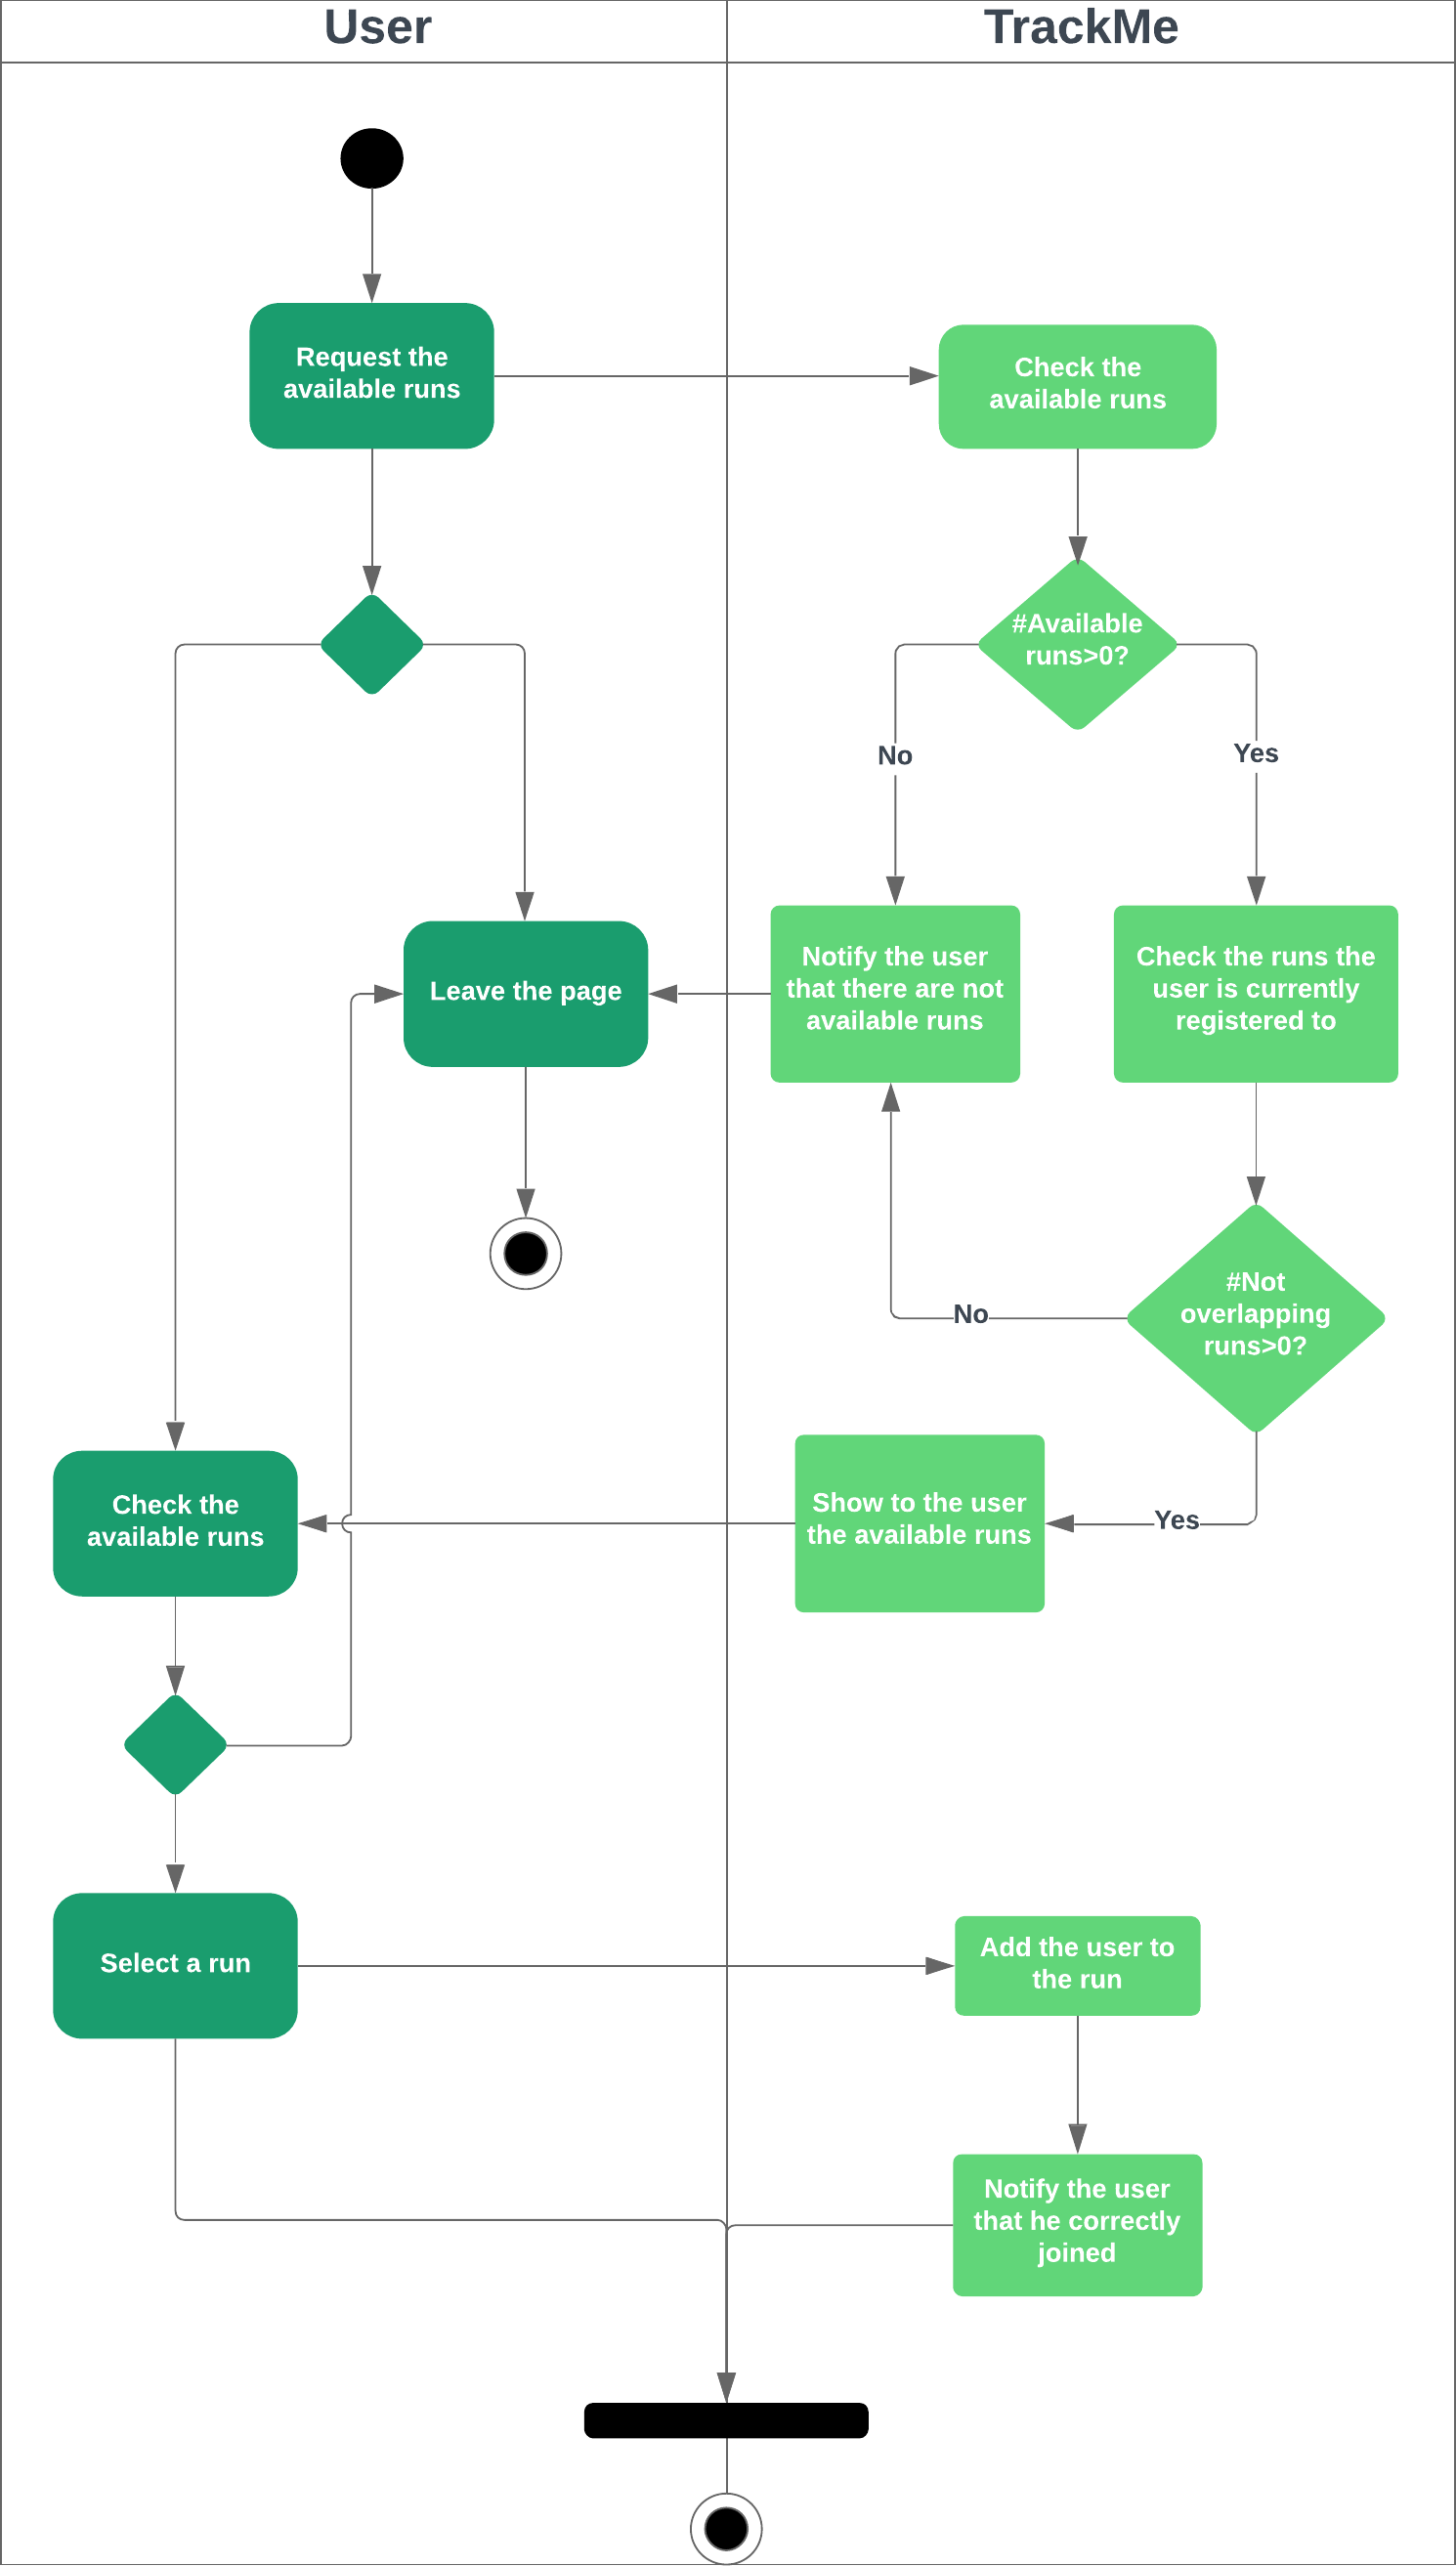 User
TrackMe
Request the
available runs
Check the
available runs
#Available
runs>0?
No
Yes
Leave the page
Notify the user
that there are not
available runs
Check the runs the
user is currently
registered to
#Not
overlapping
runs>0?
No
Yes
Check the
available runs
Show to the user
the available runs
Select a run
Add the user to
the run
Notify the user
that he correctly
joined